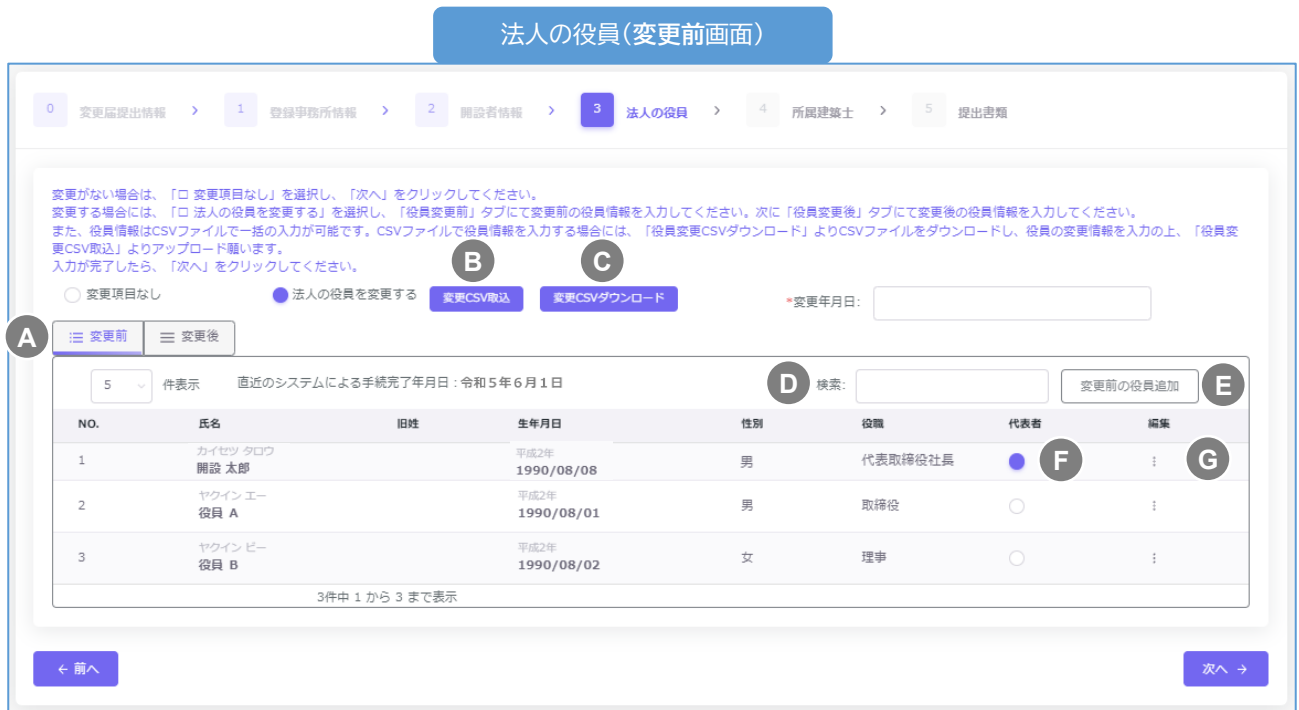 法人の役員(変更前画面)
0 変更届提出情報 > 1 登録事務所情報 > 2 開設者情報 > 3 法人の役員 > 4 所属建築士 > 5 提出書類
変更がない場合は、「□ 変更項目なし」を選択し、「次へ」をクリックしてください。
変更する場合には、「□ 法人の役員を変更する」を選択し、「役員変更前」タブにて変更前の役員情報を入力してください。次に「役員変更後」タブにて変更後の役員情報を入力してください。
また、役員情報はCSVファイルで一括の入力が可能です。CSVファイルで役員情報を入力する場合には、「役員変更CSVダウンロード」よりCSVファイルをダウンロードし、役員の変更情報を入力の上、「役員変
更CSV取込」よりアップロード願います。
入力が完了したら、「次へ」をクリックしてください。
B C
変更項目なし 法人の役員を変更する 変更CSV取込 変更CSVダウンロード *変更年月日:
A 変更前 変更後
5 件表示 直近のシステムによる手続完了年月日:令和5年6月1日 D 検索: 変更前の役員追加 E
NO. 氏名 旧姓 生年月日 性別 役職 代表者 編集
カイセツ タロウ 平成2年
1 開設 太郎 1990/08/08 男 代表取締役社長 F G
ヤクイン エー 平成2年
2 役員 A 1990/08/01 男 取締役
ヤクイン ビー 平成2年
3 役員 B 1990/08/02 女 理事
3件中 1 から 3 まで表示
← 前へ 次へ →